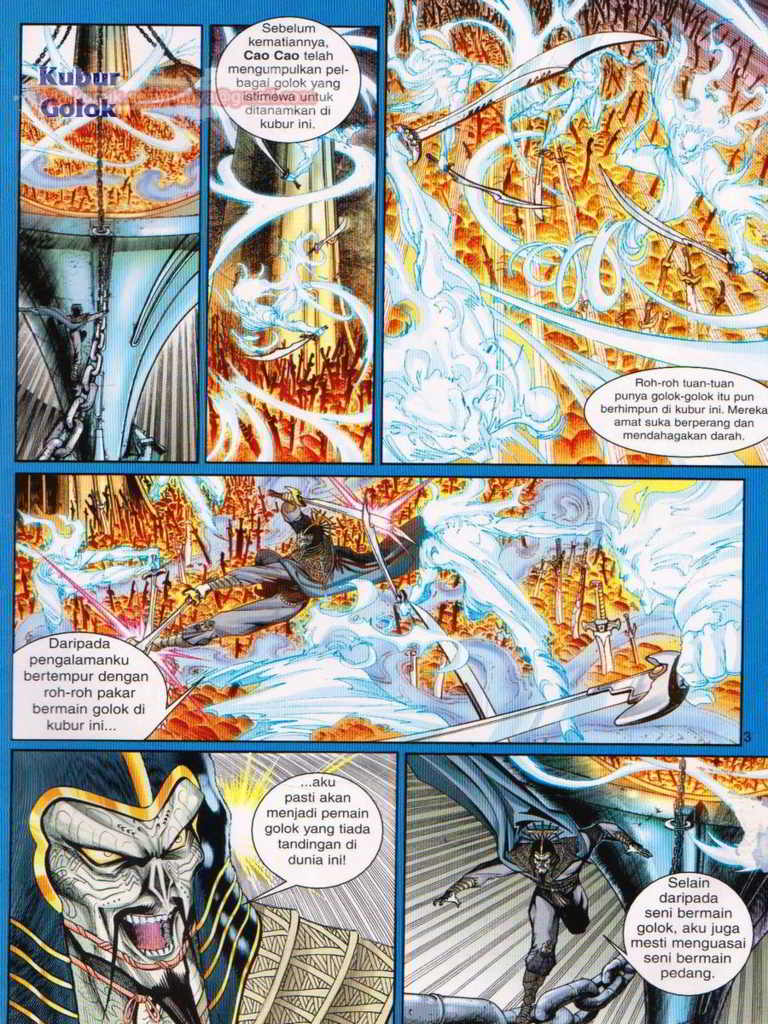 Kubur
Golok
Sebelum
kematiannya,
Cao Cao telah
mengumpulkan pel-
bagai golok yang
istimewa untuk
ditanamkan di
kubur ini.
Roh-roh tuan-tuan
punya golok-golok itu pun
berhimpun di kubur ini. Mereka
amat suka berperang dan
mendahagakan darah.
Daripada
pengalamanku
bertempur dengan
roh-roh pakar
bermain golok di
kubur ini...
3
...aku
pasti akan
menjadi pemain
golok yang tiada
tandingan di
dunia ini!
Selain
daripada
seni bermain
golok, aku juga
mesti menguasai
seni bermain
pedang.